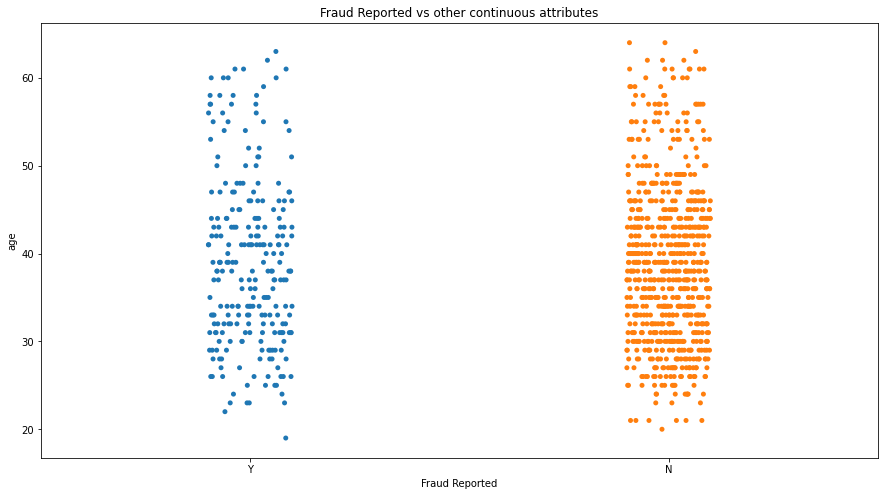 Fraud Reported vs other continuous attributes
60
50
40
30
20
age
Y
N
Fraud Reported